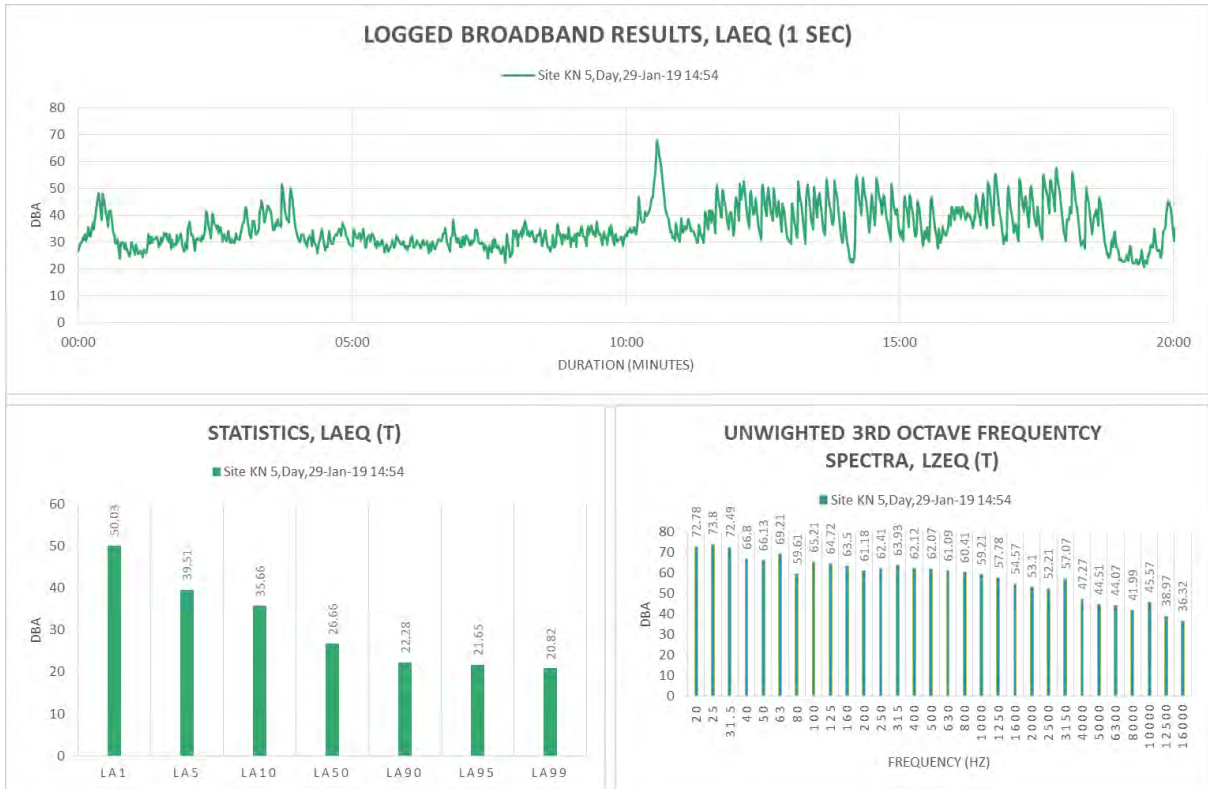 LOGGED BROADBAND RESULTS, LAEQ (1 SEC)
Site KN 5,Day,29-Jan-19 14:54
80
70
60
50
40
30
20
10
0
DBA
00:00 05:00 10:00 15:00 20:00
DURATION (MINUTES)
STATISTICS, LAEQ (T)
Site KN 5,Day,29-Jan-19 14:54
60
50
40
30
20
10
0
DBA
50,03 39,51 35,66 26,66 22,28 21,65 20,82
LA1 LA5 LA10 LA50 LA90 LA95 LA99
UNWIGHTED 3RD OCTAVE FREQUENTCY
SPECTRA, LZEQ (T)
Site KN 5,Day,29-Jan-19 14:54
80
70
60
50
40
30
20
10
0
DBA
72,78 73,8 72,49 66,8 66,13 69,21 59,61 65,21 64,72 63,5 61,18 62,41 63,93 62,12 62,07 61,09 60,41 59,21 57,78 54,57 53,1 52,21 57,07 47,27 44,51 44,07 41,99 45,57 38,97 36,32
20 25 31.5 40 50 63 80 100 125 160 200 250 315 400 500 630 800 1000 1250 1600 2000 2500 3150 4000 5000 6300 8000 10000 12500 16000
FREQUENCY (HZ)